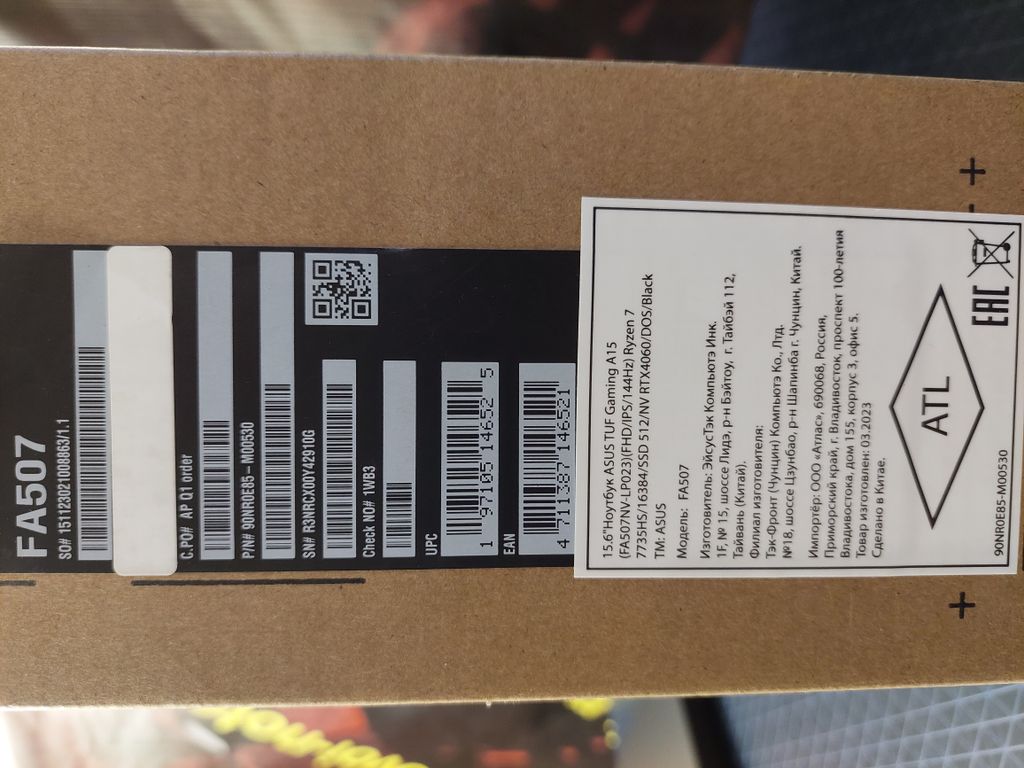 FA507
SO# I51123021000863/1.1
C.PO# AP Q1 order
P/N# 90NR0E85-M00530
SN# R3NRCX00Y42910G
Check NO# 1WB3
UPC
1 97105 14652 5
EAN
4 711387 146521
15.6"Ноутбук ASUS TUF Gaming A15
(FA507NV-LP023)(FHD/IPS/144Hz) Ryzen 7
7735HS/16384/SSD 512/NV RTX4060/DOS/Black
ТМ: ASUS
Модель: FA507
Изготовитель: ЭйсусТэк Компьютэ Инк.
1F, № 15, шоссе Лидэ, р-н Бэйтоу, г. Тайбэй 112,
Тайвань (Китай).
Филиал изготовителя:
Тэк-Фронт (Чунцин) Компьютэ Ко., Лтд.
№18, шоссе Цзунбао, р-н Шапинба г. Чунцин, Китай.
Импортёр: ООО «Атлас», 690068, Россия,
Приморский край, г. Владивосток, проспект 100-летия
Владивостока, дом 155, корпус 3, офис 5.
Товар изготовлен: 03.2023
Сделано в Китае.
ATL
EAC
90NR0E85-M00530